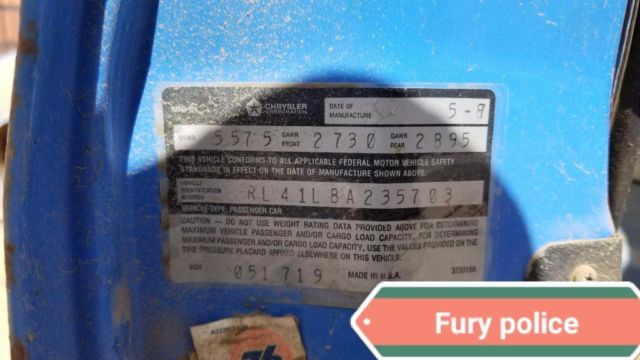 MFD BY CHRYSLER CORPORATION DATE OF MANUFACTURE 5-8
GVWR 5575 GAWR FRONT 2730 GAWR REAR 2895
THIS VEHICLE CONFORMS TO ALL APPLICABLE FEDERAL MOTOR VEHICLE SAFETY
STANDARDS IN EFFECT ON THE DATE OF MANUFACTURE SHOWN ABOVE.
VEHICLE IDENTIFICATION NUMBER RL41L8A235703
VEHICLE TYPE: PASSENGER CAR
CAUTION — DO NOT USE WEIGHT RATING DATA PROVIDED ABOVE FOR DETERMINING
MAXIMUM VEHICLE PASSENGER AND/OR CARGO LOAD CAPACITY. FOR DETERMINING
MAXIMUM PASSENGER AND/OR CARGO LOAD CAPACITY, USE THE VALUES PROVIDED ON THE
TIRE PRESSURE PLACARD AFFIXED ELSEWHERE ON THIS VEHICLE.
MDH 051719 MADE IN U.S.A.
Fury police